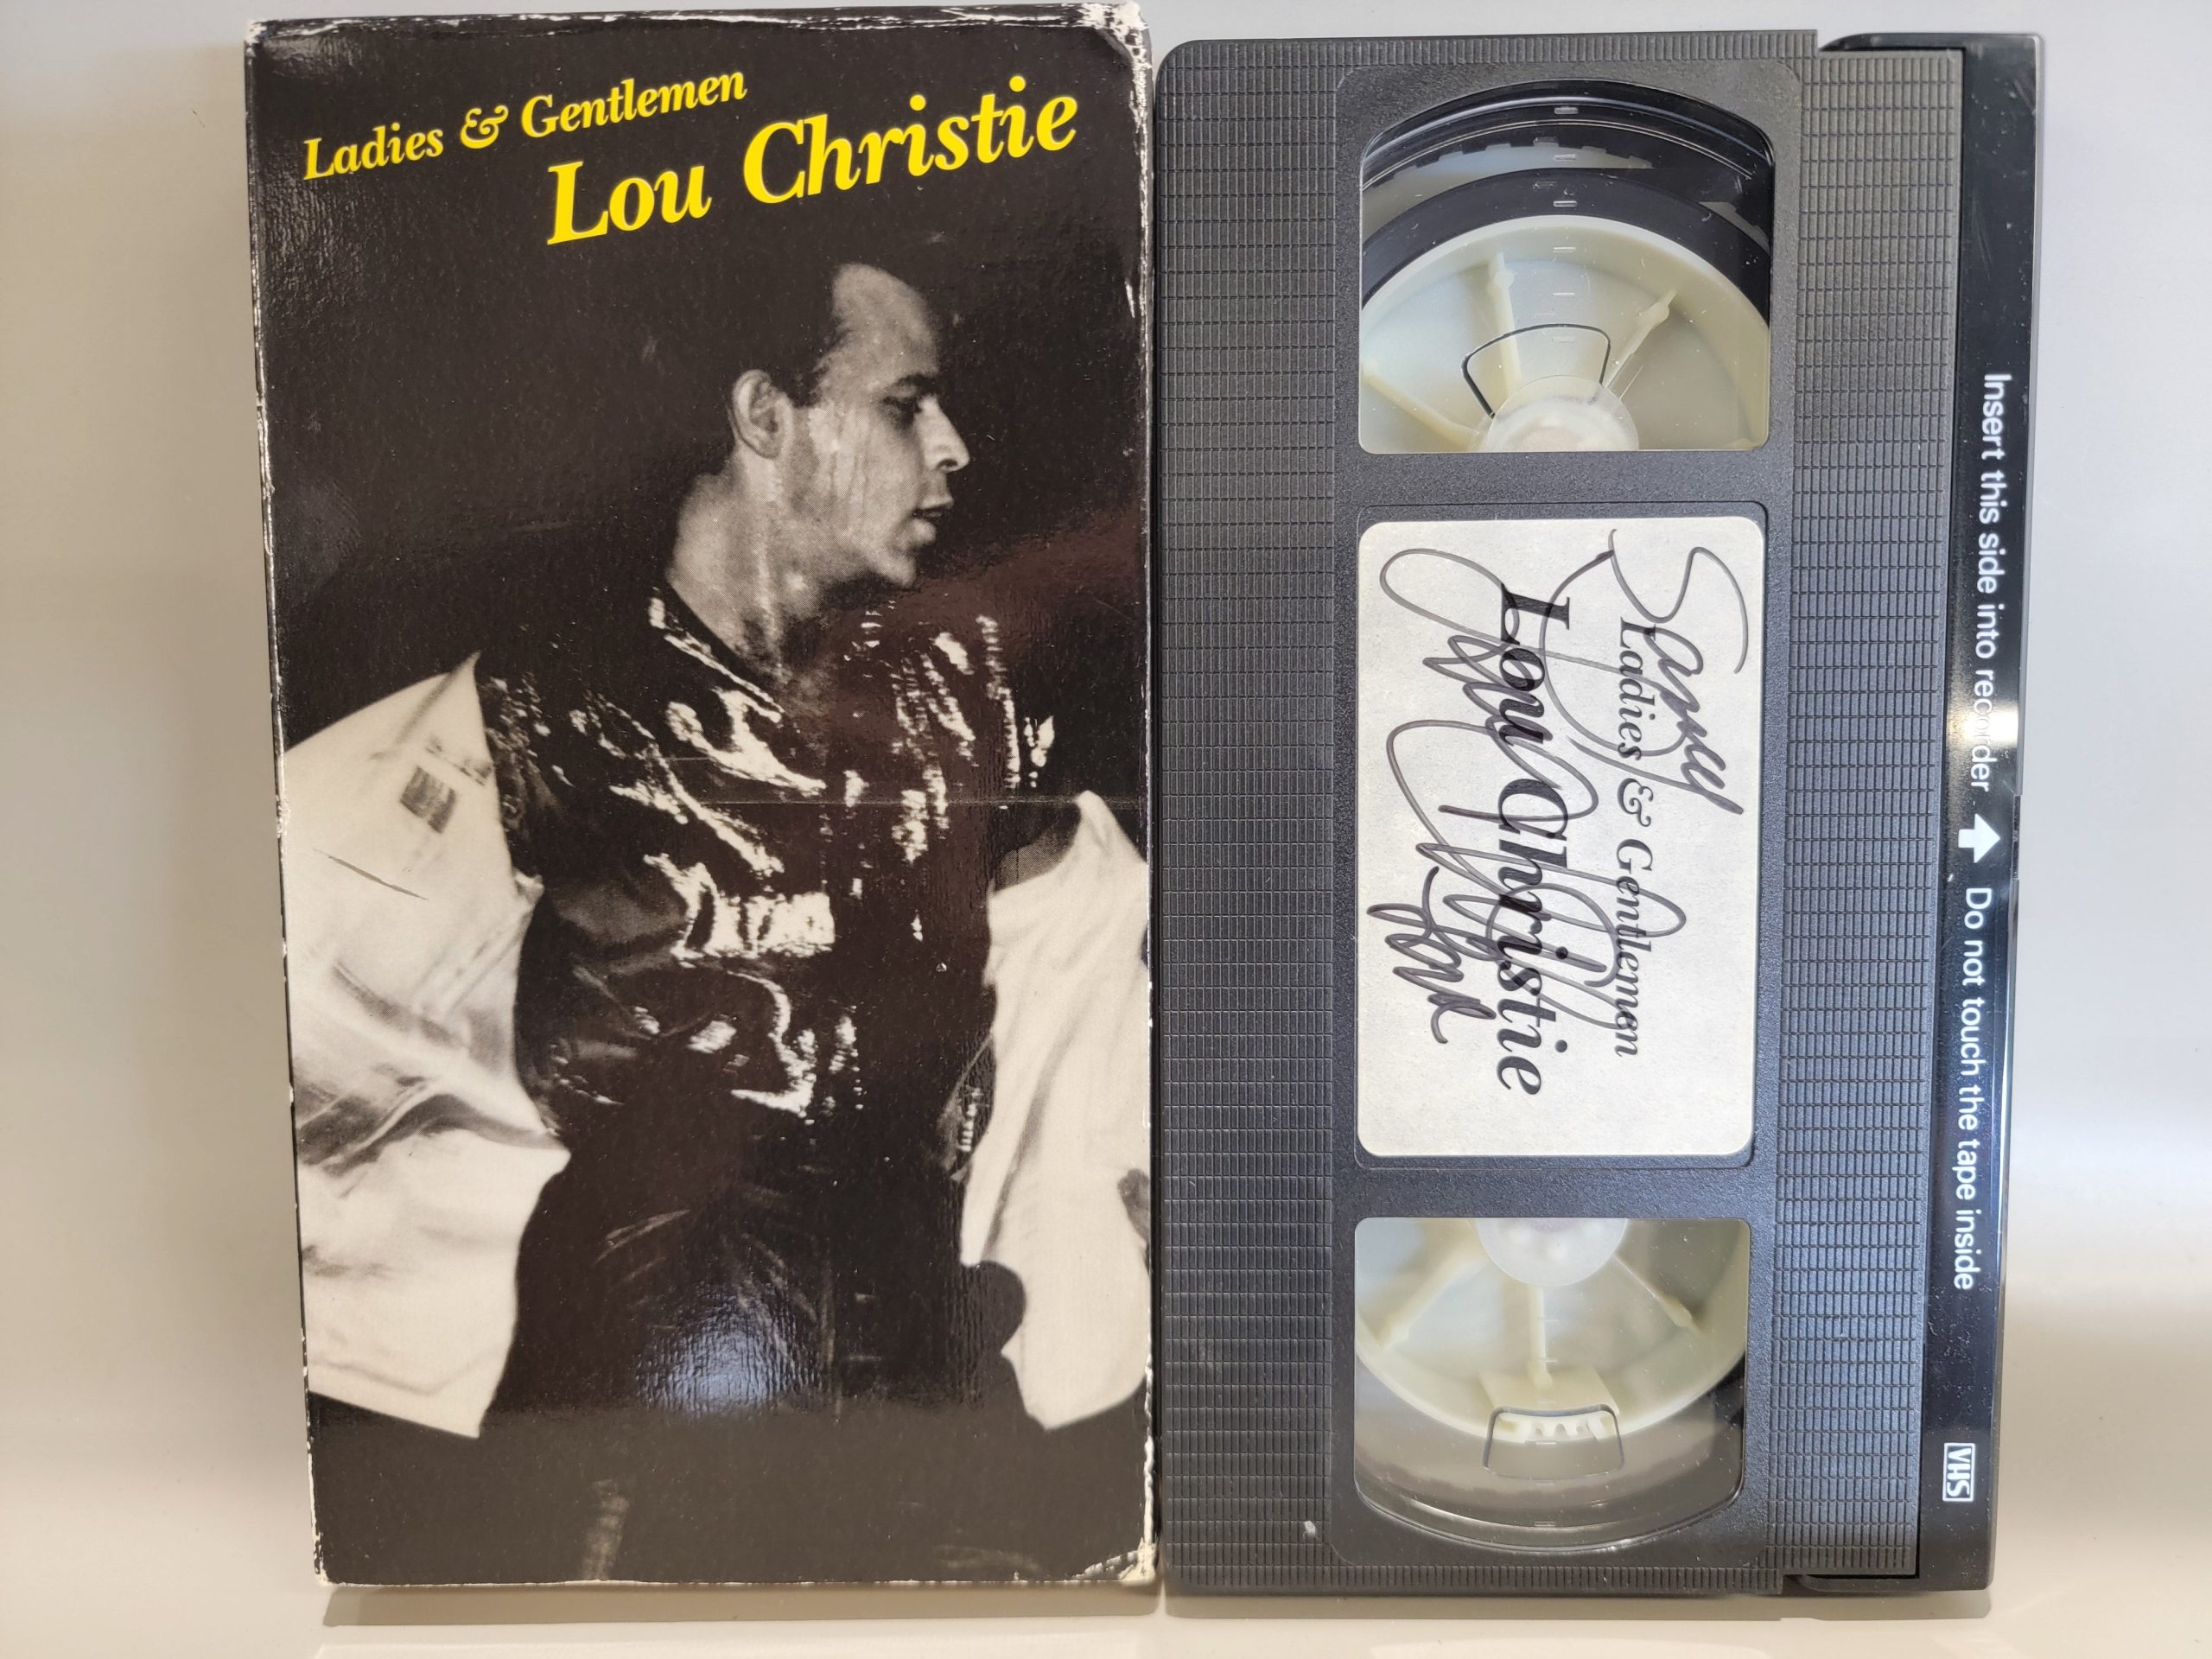 Ladies & Gentlemen
Lou Christie
Sancy
Ladies & Gentlemen
Lou Christie
Insert this side into recorder Do not touch the tape inside
VHS